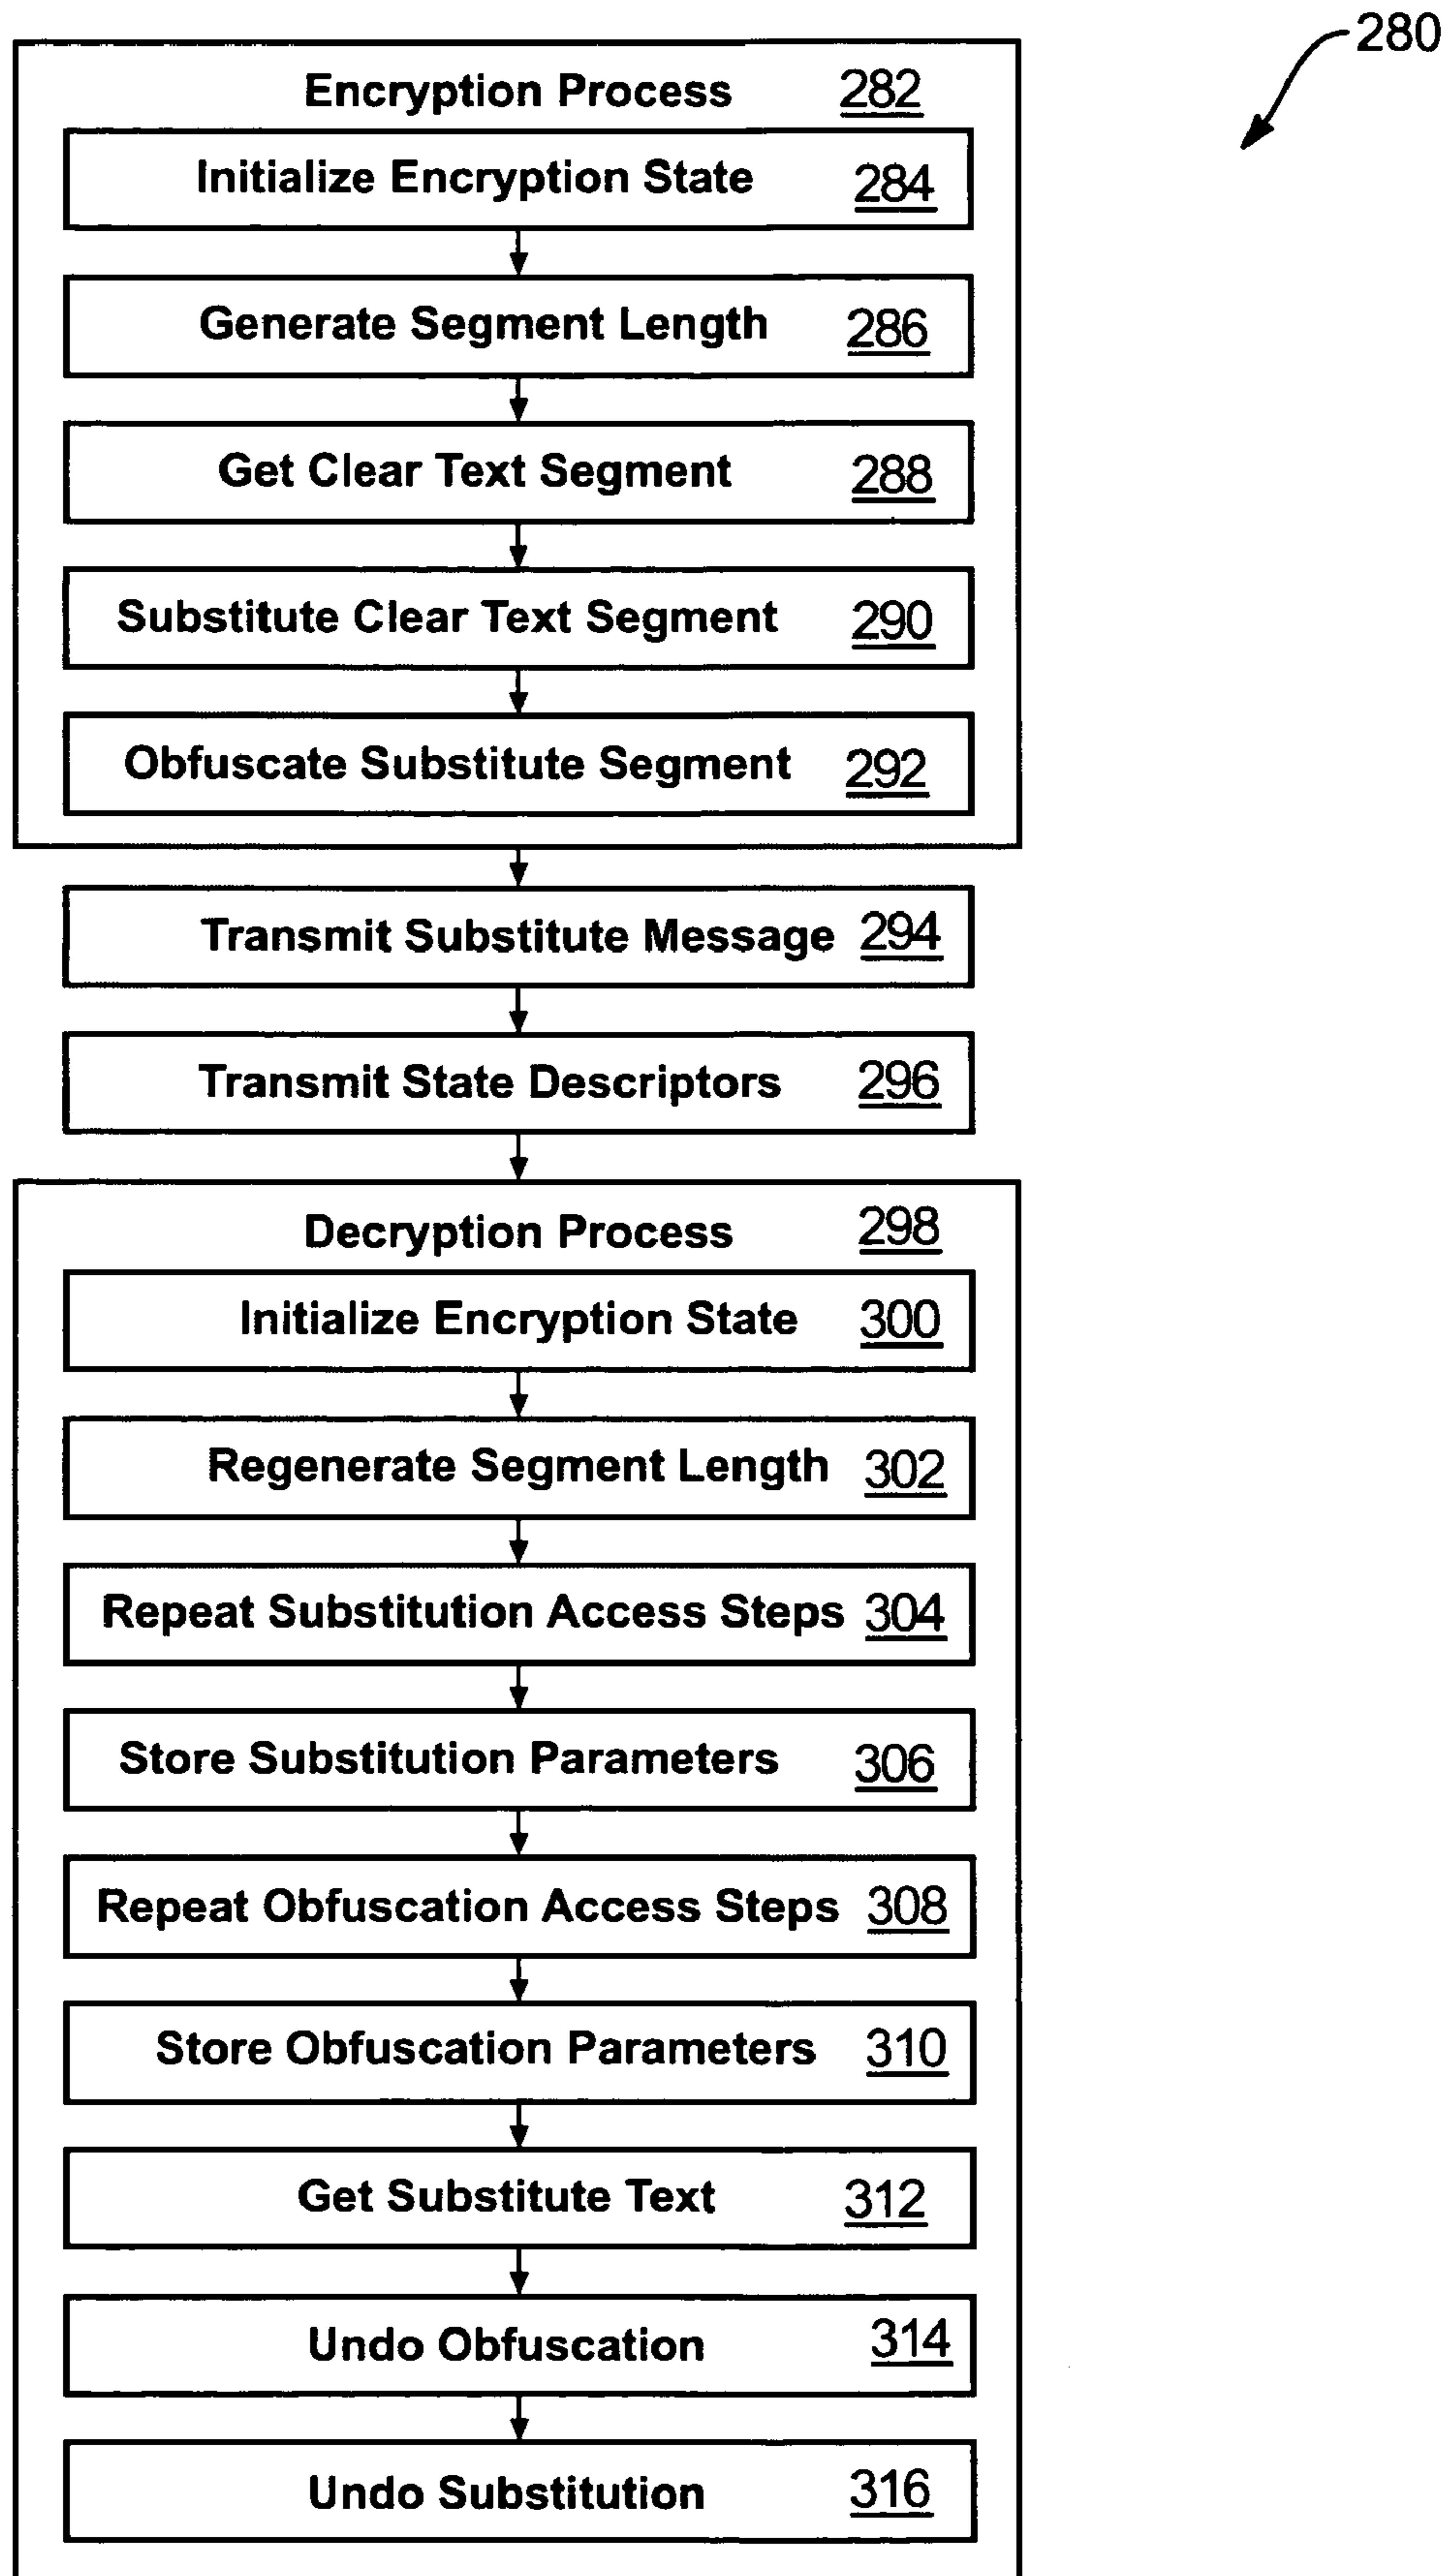 280
Encryption Process 282
Initialize Encryption State 284
Generate Segment Length 286
Get Clear Text Segment 288
Substitute Clear Text Segment 290
Obfuscate Substitute Segment 292
Transmit Substitute Message 294
Transmit State Descriptors 296
Decryption Process 298
Initialize Encryption State 300
Regenerate Segment Length 302
Repeat Substitution Access Steps 304
Store Substitution Parameters 306
Repeat Obfuscation Access Steps 308
Store Obfuscation Parameters 310
Get Substitute Text 312
Undo Obfuscation 314
Undo Substitution 316